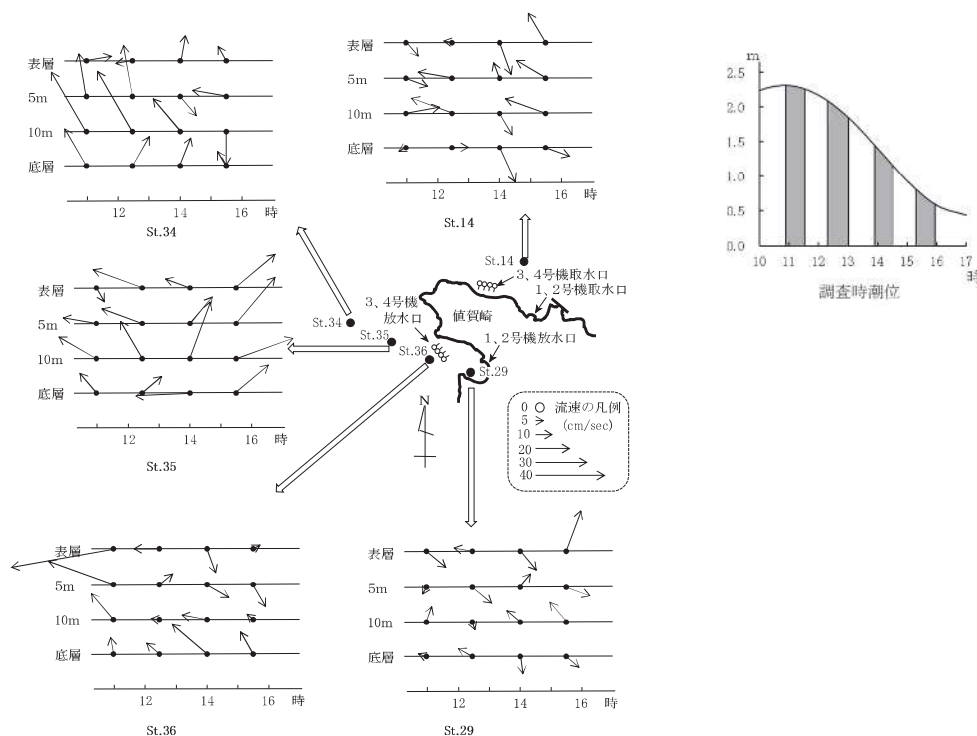 表層
5m
10m
底層
12 14 16 時
St.34
表層
5m
10m
底層
12 14 16 時
St.14
m
2.5
2.0
1.5
1.0
0.5
0.0
10 11 12 13 14 15 16 17
時
調査時潮位
St.14
3、4号機取水口
1、2号機取水口
3、4号機
放水口
値賀崎
St.34
St.35
St.36
1、2号機放水口
St.29
N
0 流速の凡例
5 (cm/sec)
10
20
30
40
表層
5m
10m
底層
12 14 16 時
St.35
表層
5m
10m
底層
12 14 16 時
St.36
表層
5m
10m
底層
12 14 16 時
St.29